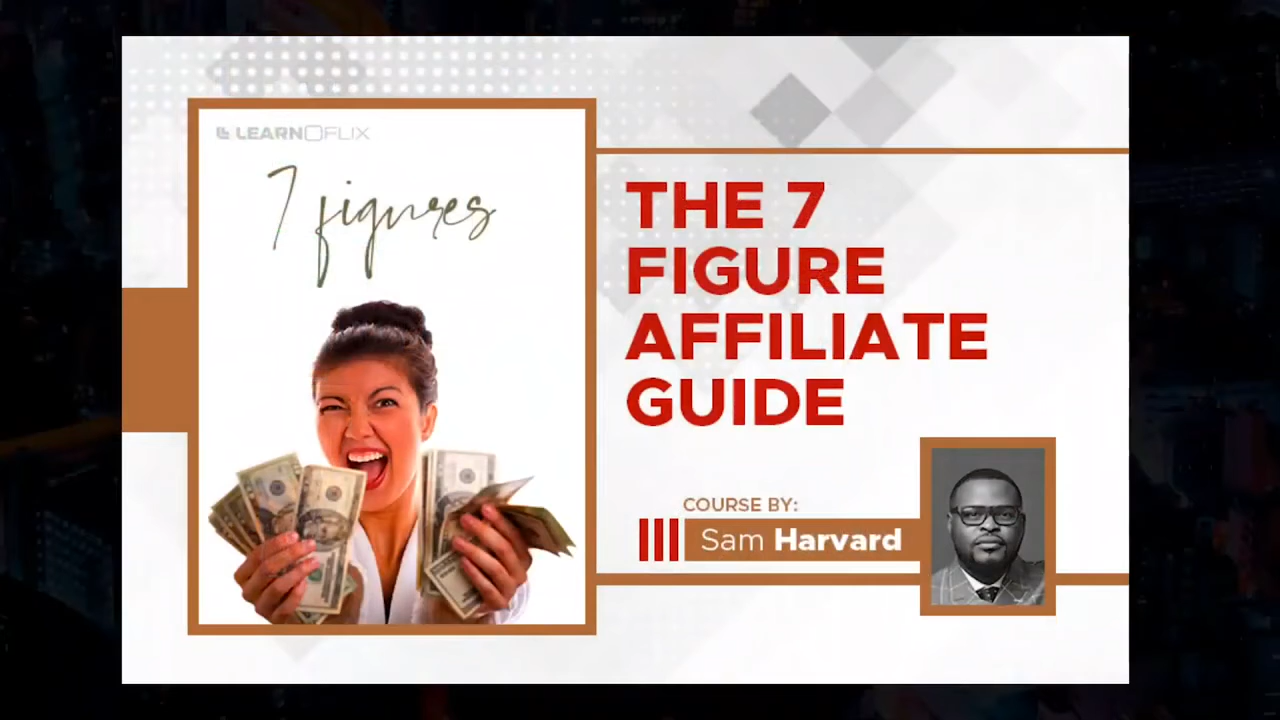 LEARNOFLIX
7 figures
THE 7
FIGURE
AFFILIATE
GUIDE
COURSE BY:
Sam Harvard